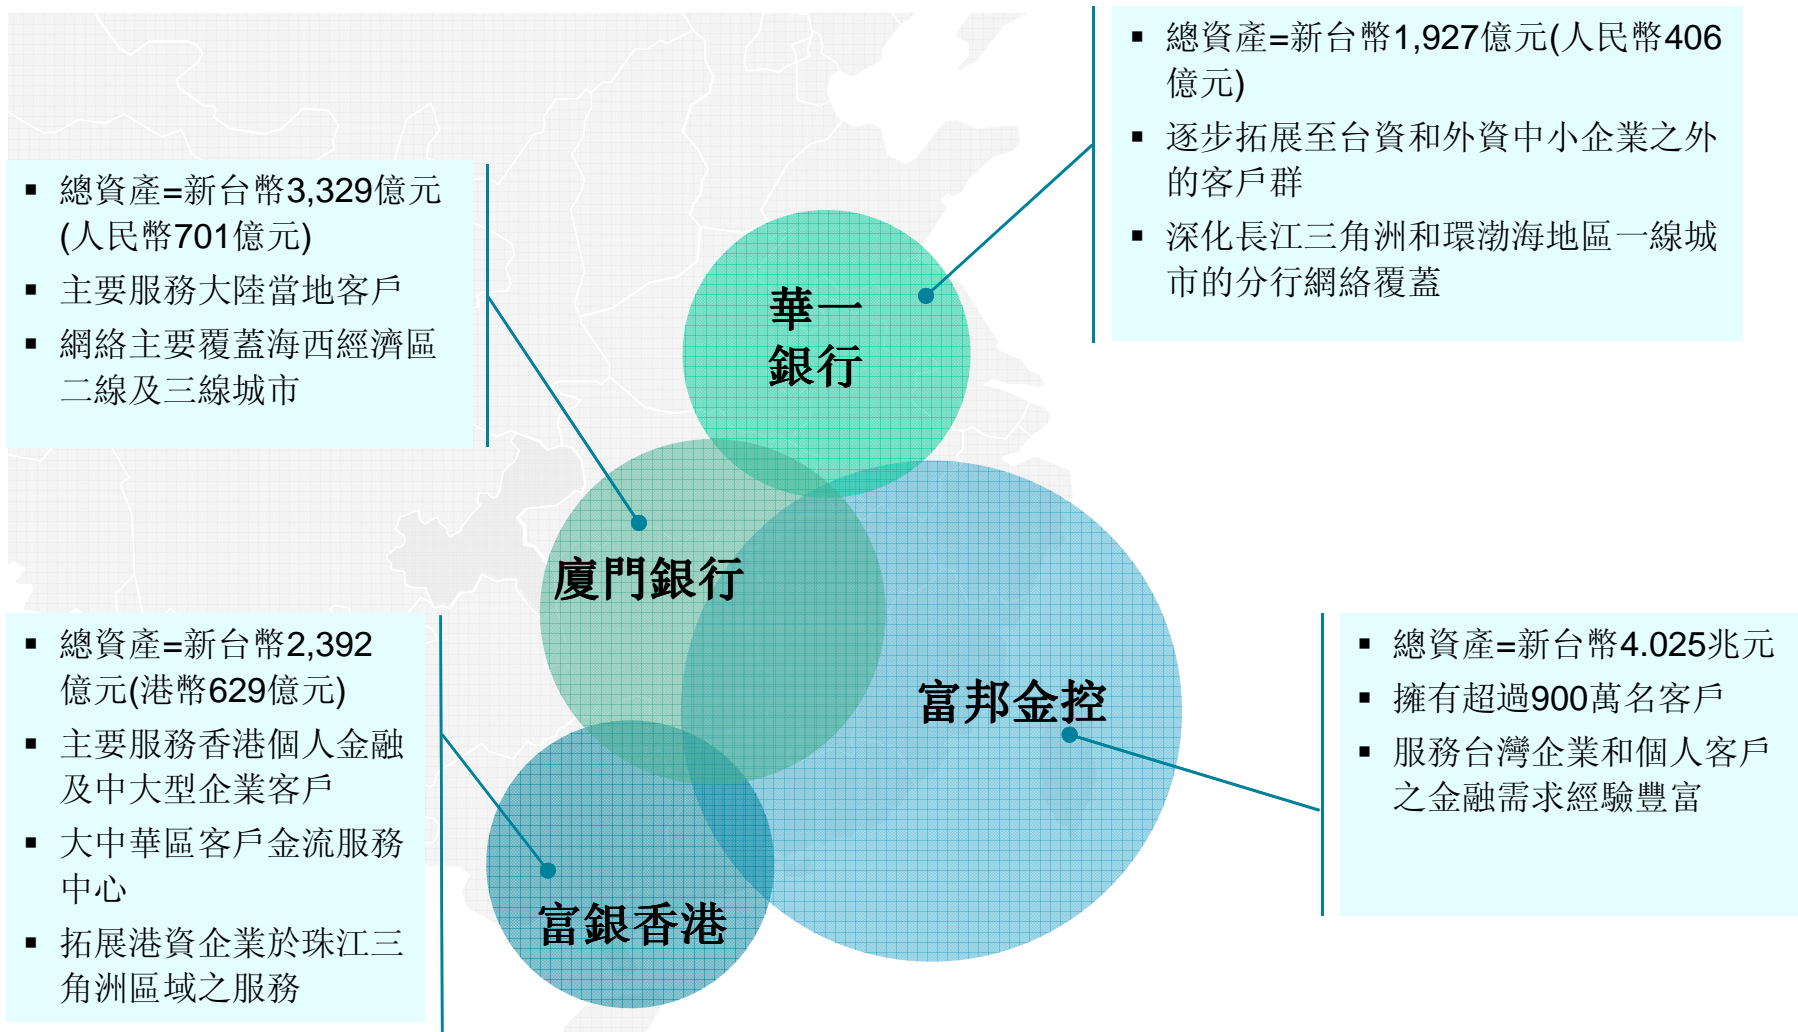 ▪ 總資產=新台幣1,927億元(人民幣406
億元)
▪ 逐步拓展至台資和外資中小企業之外
的客戶群
▪ 深化長江三角洲和環渤海地區一線城
市的分行網絡覆蓋
▪ 總資產=新台幣3,329億元
(人民幣701億元)
▪ 主要服務大陸當地客戶
▪ 網絡主要覆蓋海西經濟區
二線及三線城市
華一
銀行
廈門銀行
富邦金控
富銀香港
▪ 總資產=新台幣2,392
億元(港幣629億元)
▪ 主要服務香港個人金融
及中大型企業客戶
▪ 大中華區客戶金流服務
中心
▪ 拓展港資企業於珠江三
角洲區域之服務
▪ 總資產=新台幣4.025兆元
▪ 擁有超過900萬名客戶
▪ 服務台灣企業和個人客戶
之金融需求經驗豐富